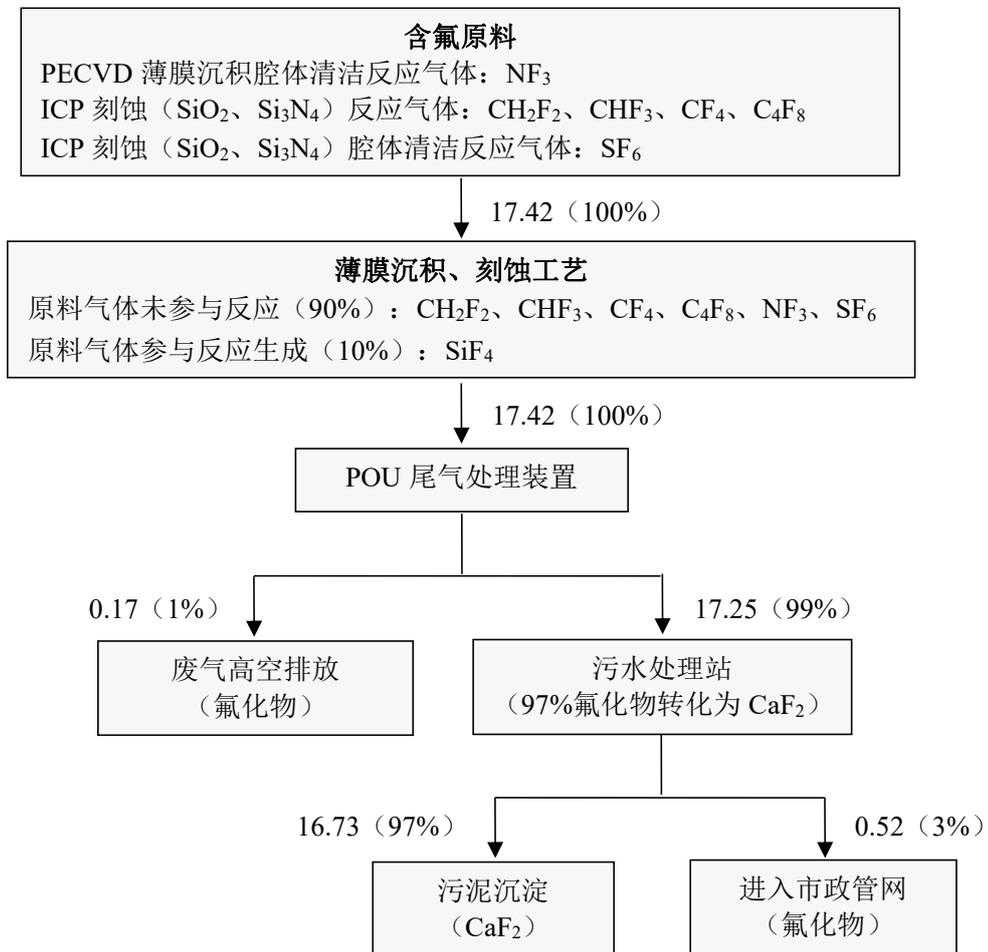 含氟原料
PECVD 薄膜沉积腔体清洁反应气体：NF₃
ICP 刻蚀（SiO₂、Si₃N₄）反应气体：CH₂F₂、CHF₃、CF₄、C₄F₈
ICP 刻蚀（SiO₂、Si₃N₄）腔体清洁反应气体：SF₆
17.42（100%）
薄膜沉积、刻蚀工艺
原料气体未参与反应（90%）：CH₂F₂、CHF₃、CF₄、C₄F₈、NF₃、SF₆
原料气体参与反应生成（10%）：SiF₄
17.42（100%）
POU 尾气处理装置
0.17（1%）
17.25（99%）
废气高空排放
（氟化物）
污水处理站
（97%氟化物转化为 CaF₂）
16.73（97%）
0.52（3%）
污泥沉淀
（CaF₂）
进入市政管网
（氟化物）